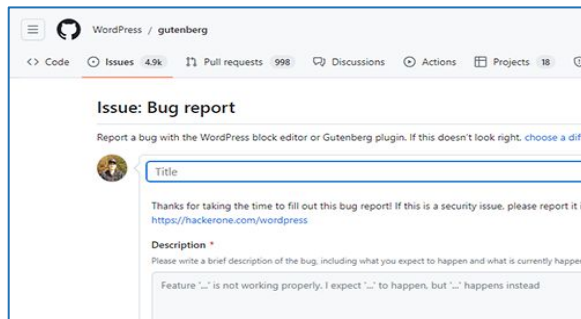 WordPress / gutenberg
<> Code Issues 4.9k Pull requests 998 Discussions Actions Projects 18
Issue: Bug report
Report a bug with the WordPress block editor or Gutenberg plugin. If this doesn't look right, choose a dif
Title
Thanks for taking the time to fill out this bug report! If this is a security issue, please report it i
https://hackerone.com/wordpress
Description *
Please write a brief description of the bug, including what you expect to happen and what is currently happe
Feature '...' is not working properly. I expect '...' to happen, but '...' happens instead